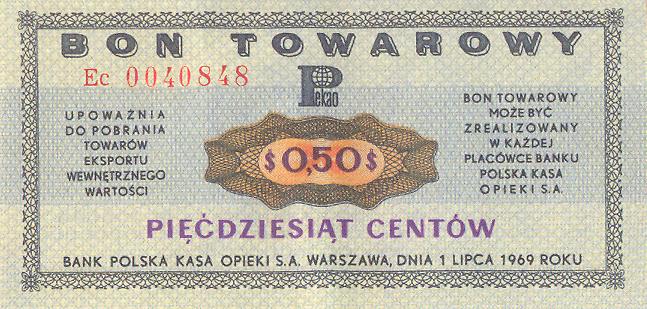 BON TOWAROWY
Ec 0040848
Pekao
UPOWAŻNIA
DO POBRANIA
TOWARÓW
EKSPORTU
WEWNĘTRZNEGO
WARTOŚCI
$0,50$
BON TOWAROWY
MOŻE BYĆ
ZREALIZOWANY
W KAŻDEJ
PLACÓWCE BANKU
POLSKA KASA
OPIEKI S.A.
PIĘĆDZIESIĄT CENTÓW
BANK POLSKA KASA OPIEKI S.A. WARSZAWA, DNIA 1 LIPCA 1969 ROKU